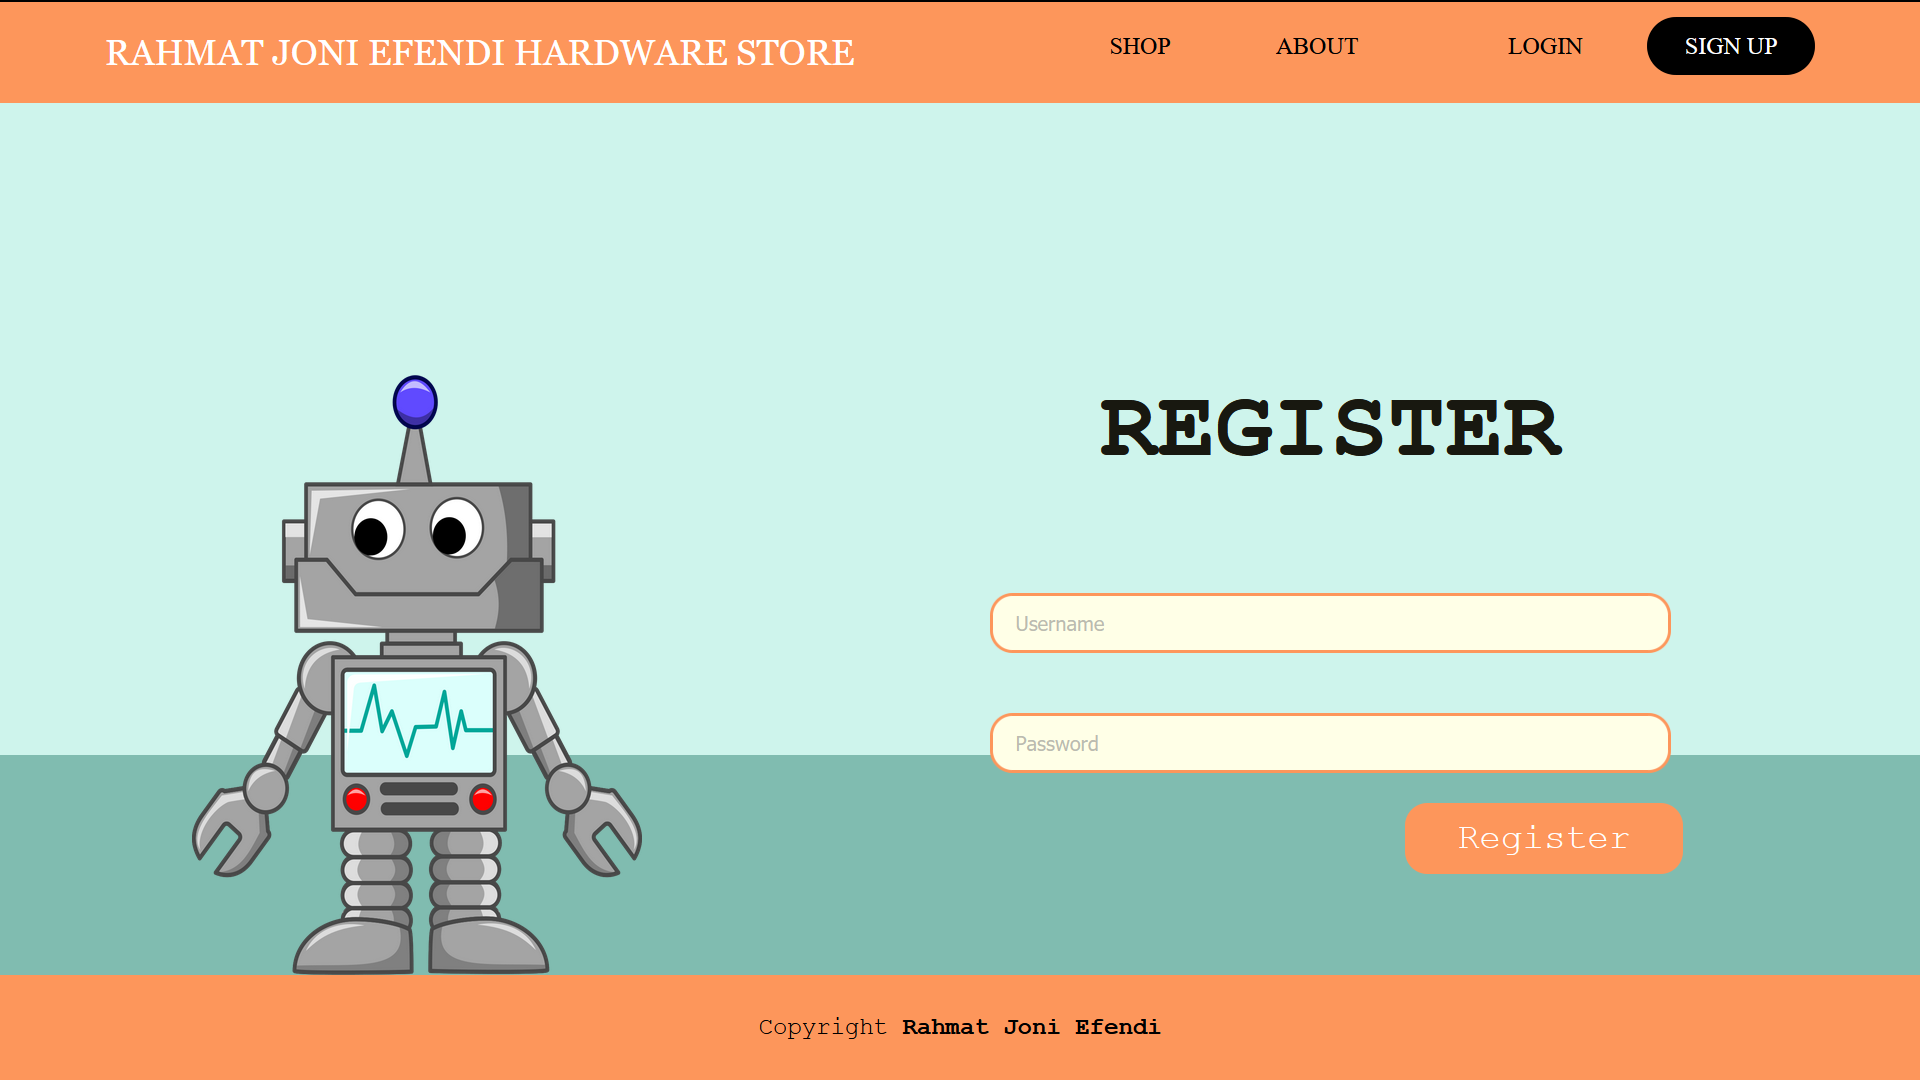 RAHMAT JONI EFENDI HARDWARE STORE
SHOP
ABOUT
LOGIN
SIGN UP
REGISTER
Username
Password
Register
Copyright Rahmat Joni Efendi